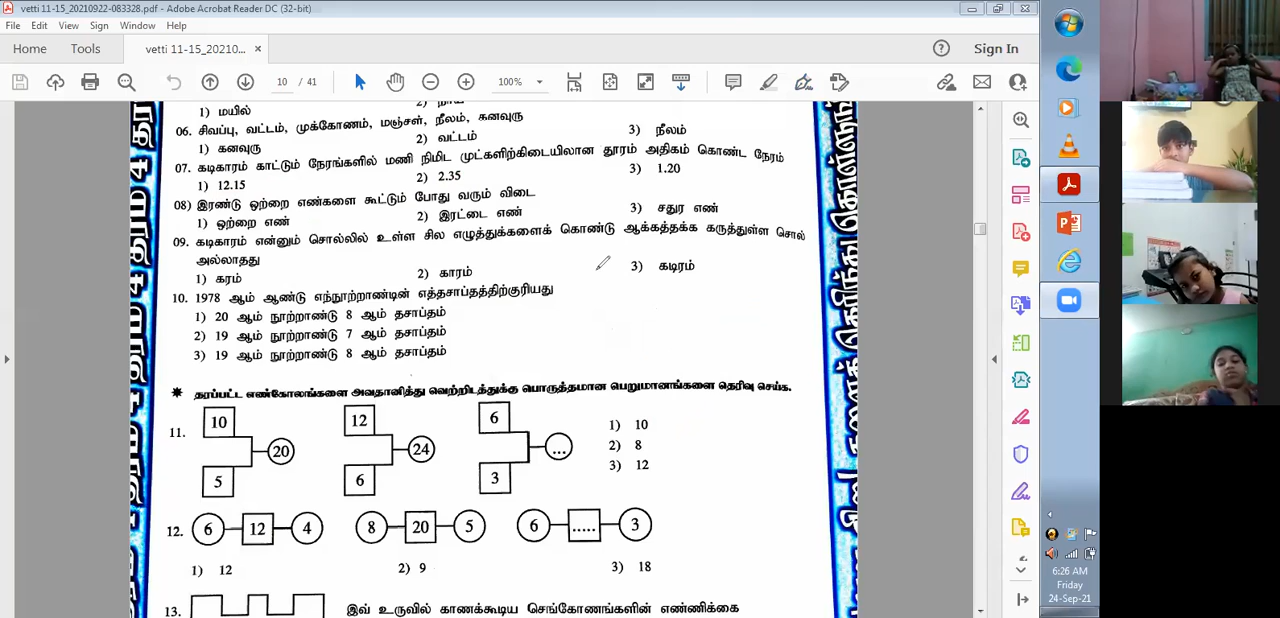 vetti 11-15_20210922-083328.pdf - Adobe Acrobat Reader DC (32-bit)
File Edit View Sign Window Help
Home Tools vetti 11-15_20210... × Sign In
10 / 41 100%
1) மயில் 2) நாய்
06. சிவப்பு, வட்டம், முக்கோணம், மஞ்சள், நீலம், கனவுரு
1) கனவுரு 2) வட்டம் 3) நீலம்
07. கடிகாரம் காட்டும் நேரங்களில் மணி நிமிட முட்களிற்கிடையிலான தூரம் அதிகம் கொண்ட நேரம்
1) 12.15 2) 2.35 3) 1.20
08) இரண்டு ஒற்றை எண்களை கூட்டும் போது வரும் விடை
1) ஒற்றை எண் 2) இரட்டை எண் 3) சதுர எண்
09. கடிகாரம் என்னும் சொல்லில் உள்ள சில எழுத்துக்களைக் கொண்டு ஆக்கத்தக்க கருத்துள்ள சொல்
அல்லாதது
1) கரம் 2) காரம் 3) கடிரம்
10. 1978 ஆம் ஆண்டு எந்நூற்றாண்டின் எத்தசாப்தத்திற்குரியது
1) 20 ஆம் நூற்றாண்டு 8 ஆம் தசாப்தம்
2) 19 ஆம் நூற்றாண்டு 7 ஆம் தசாப்தம்
3) 19 ஆம் நூற்றாண்டு 8 ஆம் தசாப்தம்
* தரப்பட்ட எண்கோலங்களை அவதானித்து வெற்றிடத்துக்கு பொருத்தமான பெறுமானங்களை தெரிவு செய்க.
11. 10 5 20 12 6 24 6 3 ...
1) 10
2) 8
3) 12
12. 6 12 4 8 20 5 6 ..... 3
1) 12 2) 9 3) 18
13. இவ் உருவில் காணக்கூடிய செங்கோணங்களின் எண்ணிக்கை
6:26 AM
Friday
24-Sep-21